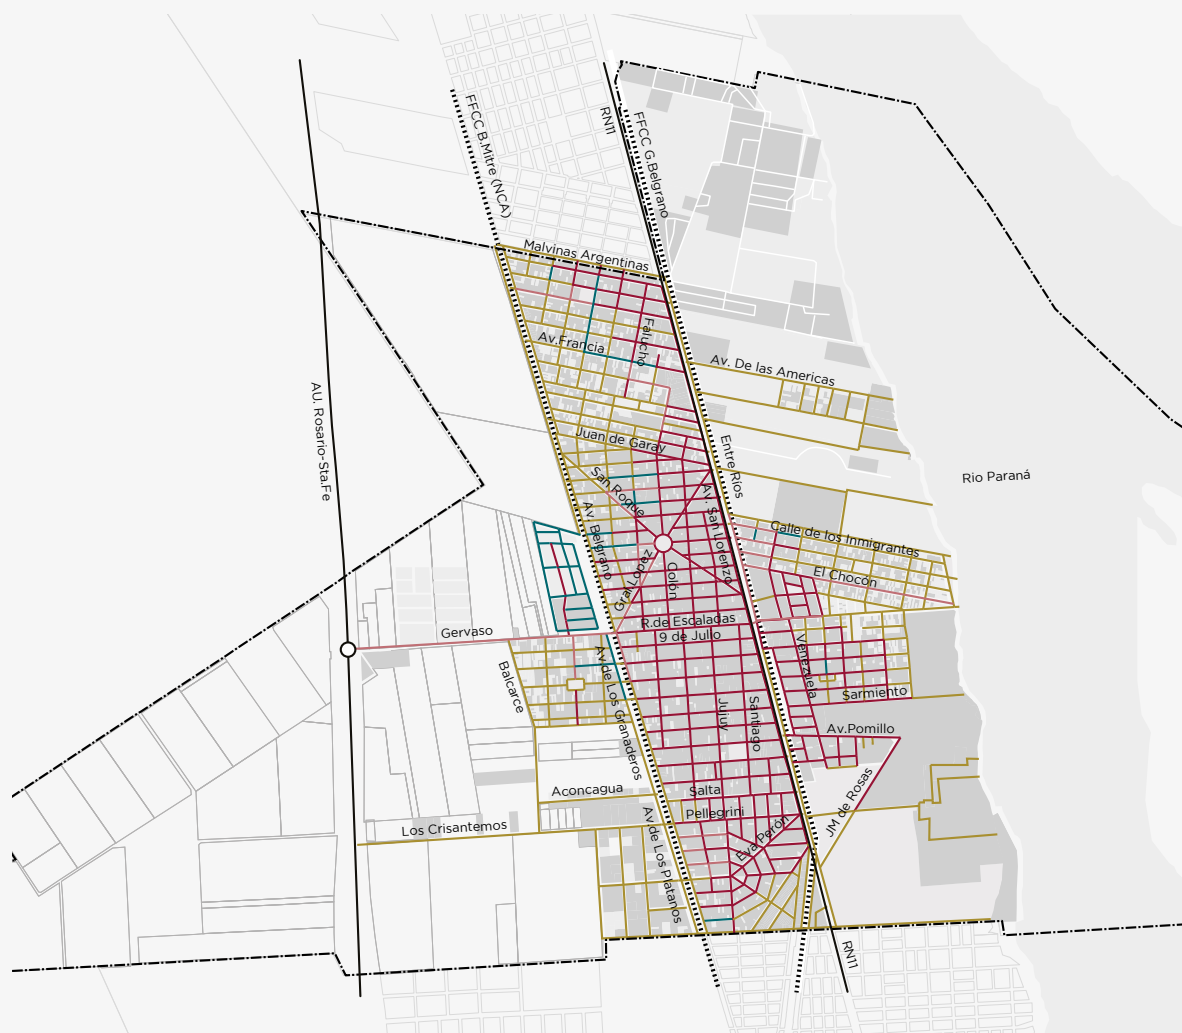 FFCC B.Mitre (NCA)
RN11
FFCC G.Belgrano
Malvinas Argentinas
Falucho
Av.Francia
Av. De las Americas
AU. Rosario-Sta.Fe
Juan de Garay
Entre Ríos
San Roque
Rio Paraná
Av. San Lorenzo
Av. Belgrano
Calle de los Inmigrantes
Gral Lopez
Colón
El Chocón
R.de Escaladas
Gervaso
9 de Julio
Venezuela
Av de Los Granaderos
Balcarce
Sarmiento
Jujuy
Santiago
Av.Pomillo
Aconcagua
Salta
JM de Rosas
Pellegrini
Los Crisantemos
Eva Perón
Av de Los Platanos
RN11